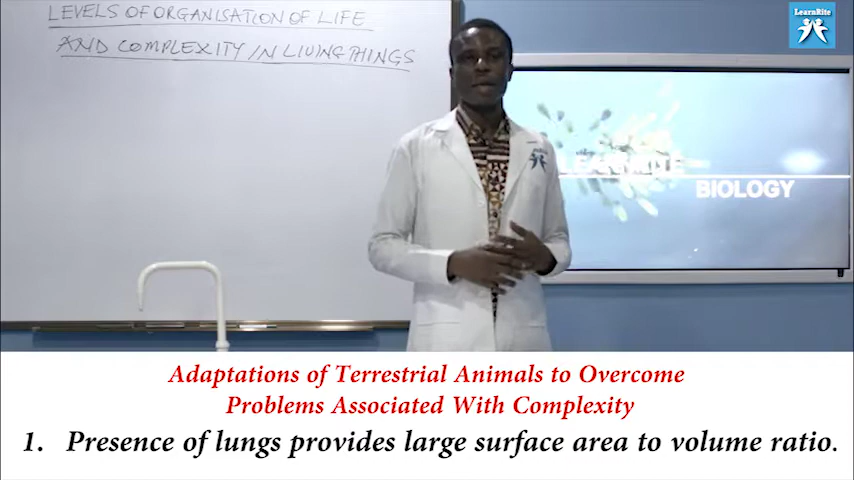 LEVELS OF ORGANISATION OF LIFE
AND COMPLEXITY IN LIVING THINGS
LearnRite
BIOLOGY
Adaptations of Terrestrial Animals to Overcome
Problems Associated With Complexity
1. Presence of lungs provides large surface area to volume ratio.